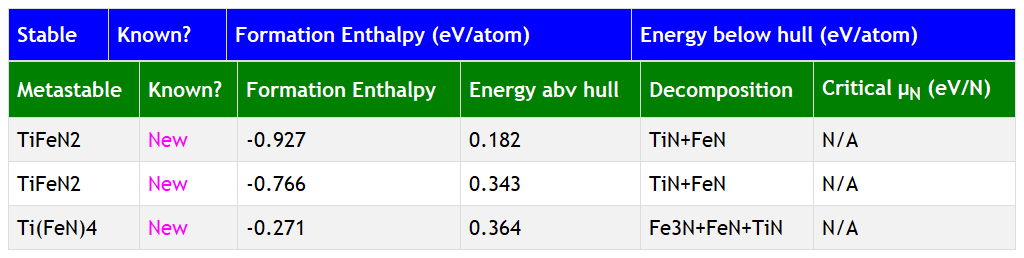 Stable Known? Formation Enthalpy (eV/atom) Energy below hull (eV/atom)
Metastable Known? Formation Enthalpy Energy abv hull Decomposition Critical μN (eV/N)
TiFeN2 New -0.927 0.182 TiN+FeN N/A
TiFeN2 New -0.766 0.343 TiN+FeN N/A
Ti(FeN)4 New -0.271 0.364 Fe3N+FeN+TiN N/A